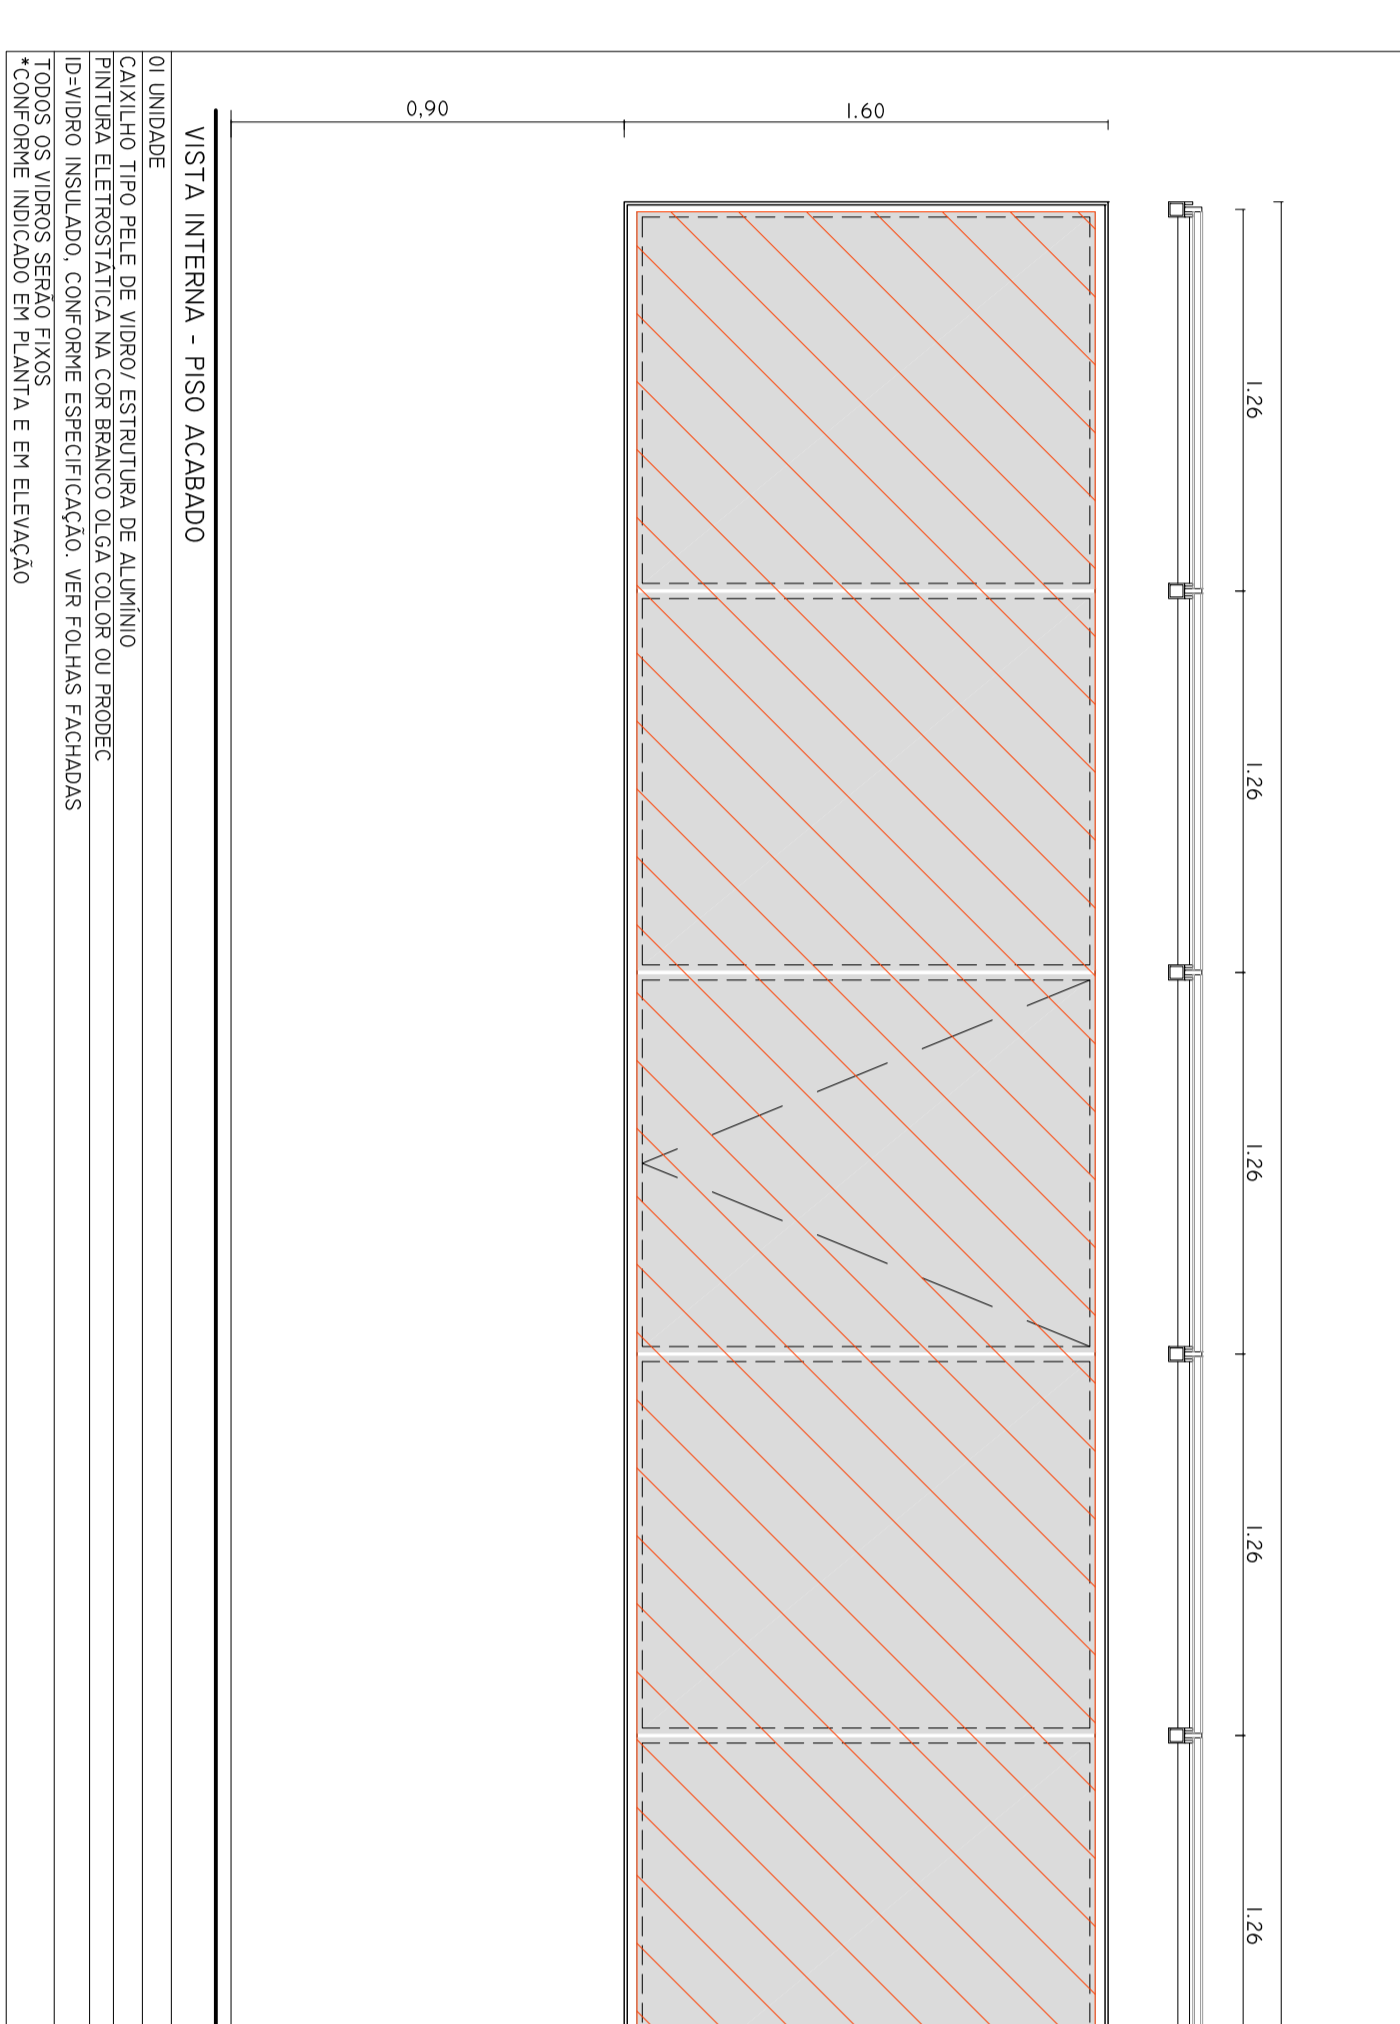 1.26
1.26
1.26
1.26
1.26
1.60
0,90
VISTA INTERNA - PISO ACABADO
01 UNIDADE
CAIXILHO TIPO PELE DE VIDRO/ ESTRUTURA DE ALUMÍNIO
PINTURA ELETROSTÁTICA NA COR BRANCO OLGA COLOR OU PRODEC
ID=VIDRO INSULADO, CONFORME ESPECIFICAÇÃO. VER FOLHAS FACHADAS
TODOS OS VIDROS SERÃO FIXOS
*CONFORME INDICADO EM PLANTA E EM ELEVAÇÃO